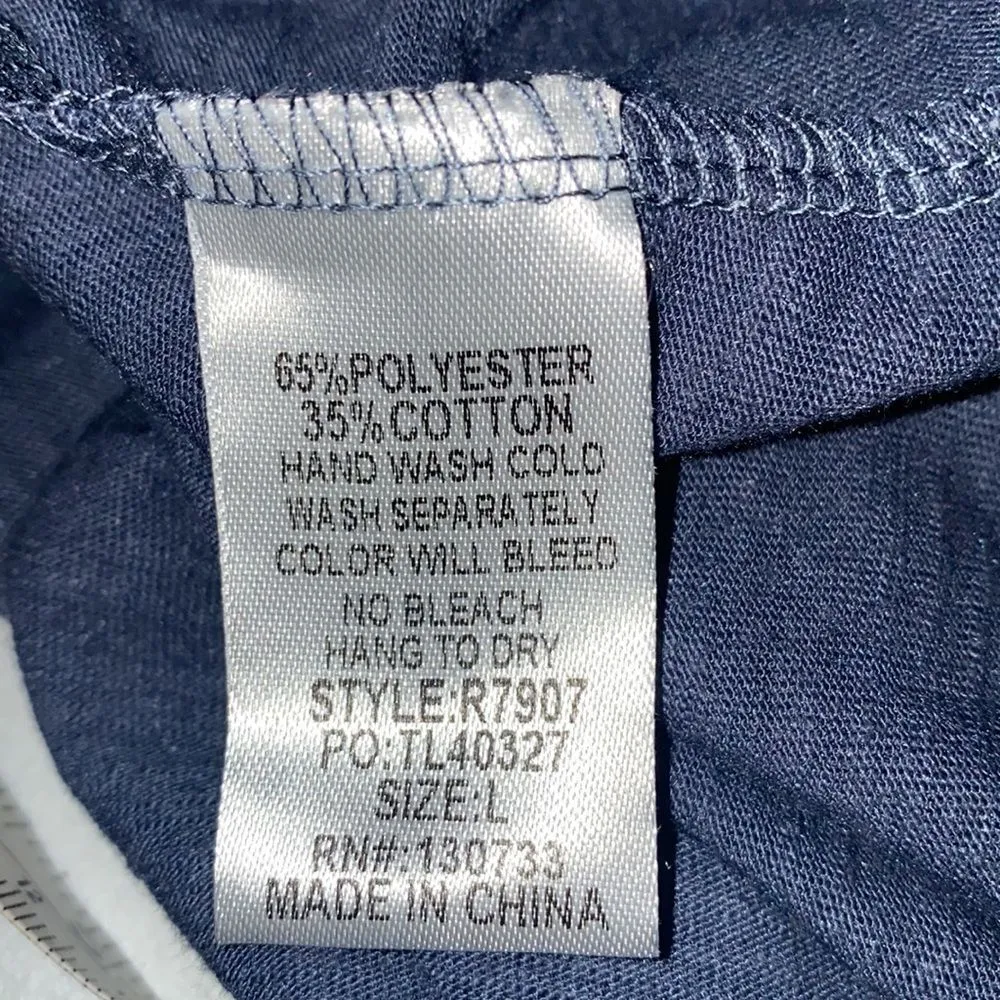 65%POLYESTER
35%COTTON
HAND WASH COLD
WASH SEPARATELY
COLOR WILL BLEED
NO BLEACH
HANG TO DRY
STYLE:R7907
PO:TL40327
SIZE:L
RN#:130733
MADE IN CHINA
12